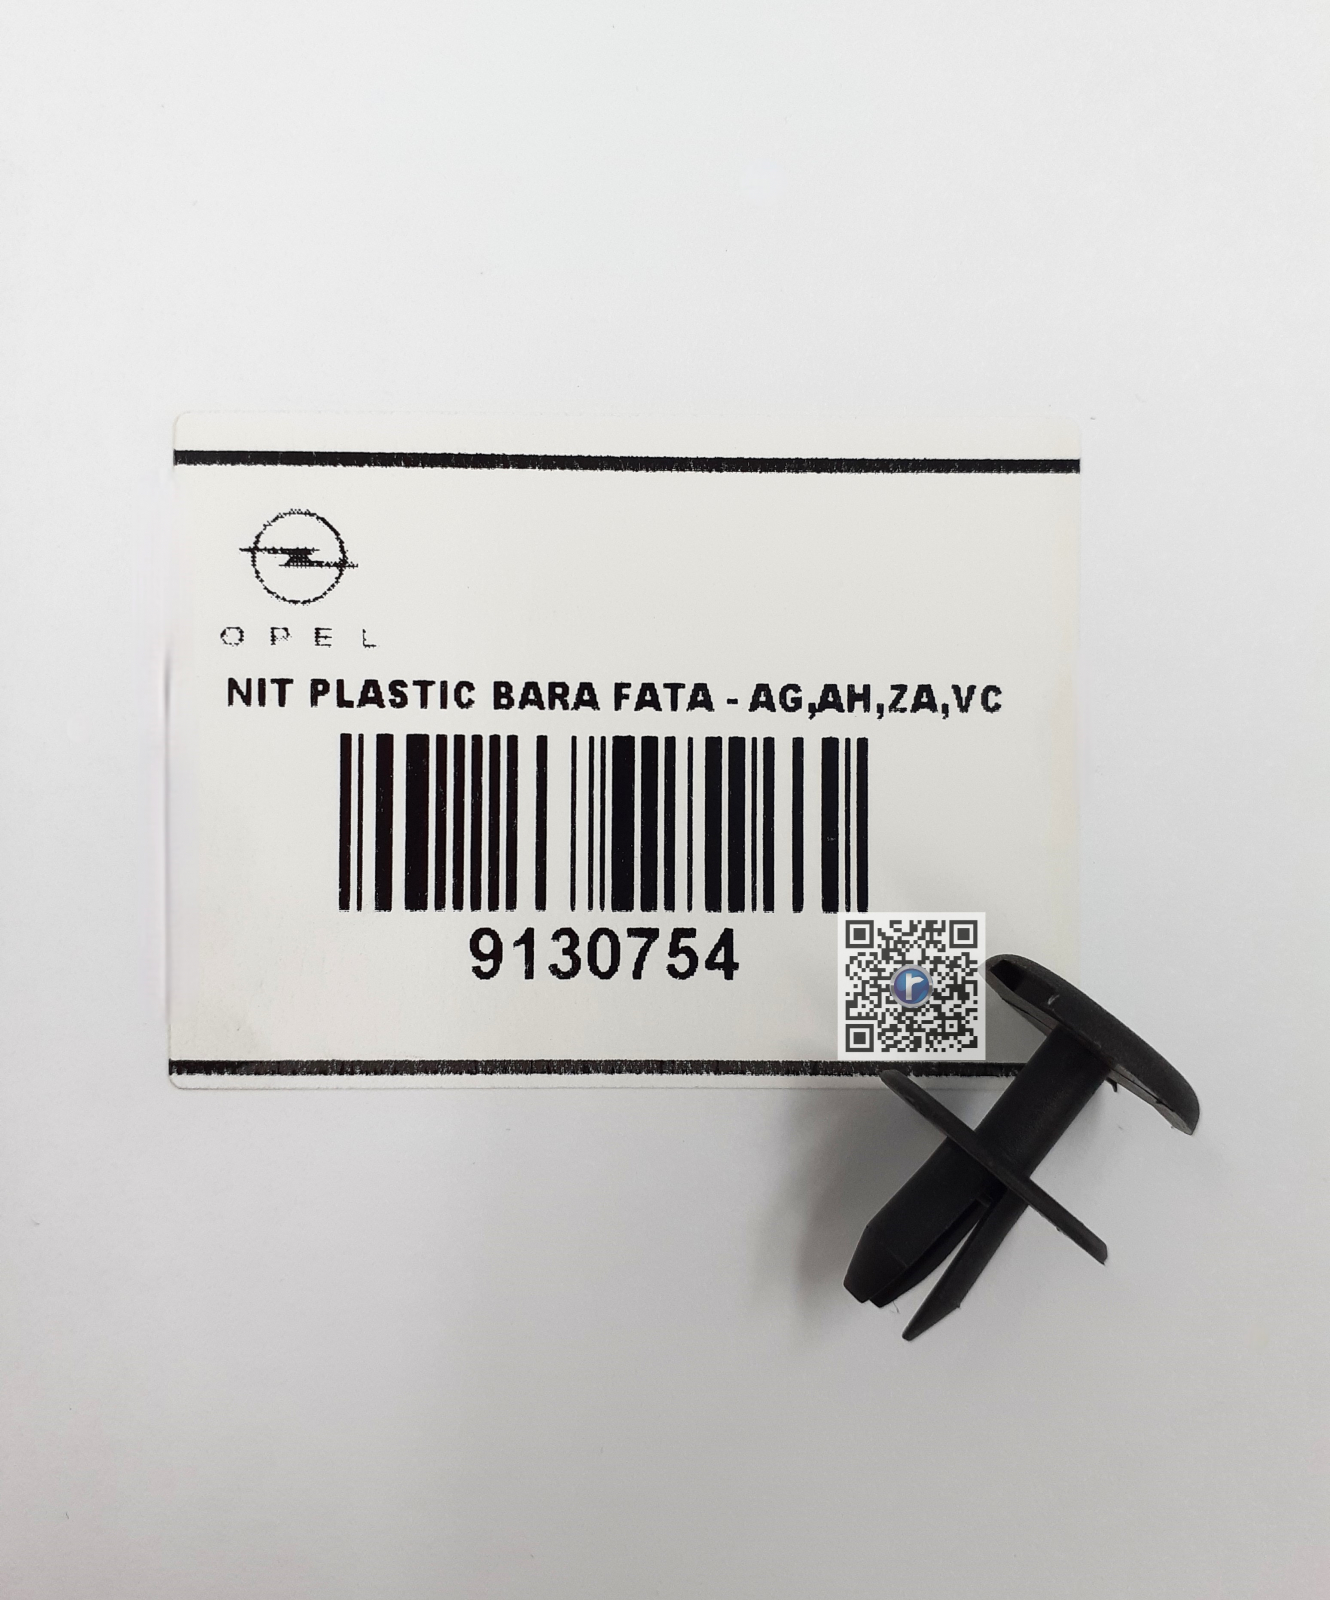 OPEL
NIT PLASTIC BARA FATA - AG,AH,ZA,VC
9130754
r